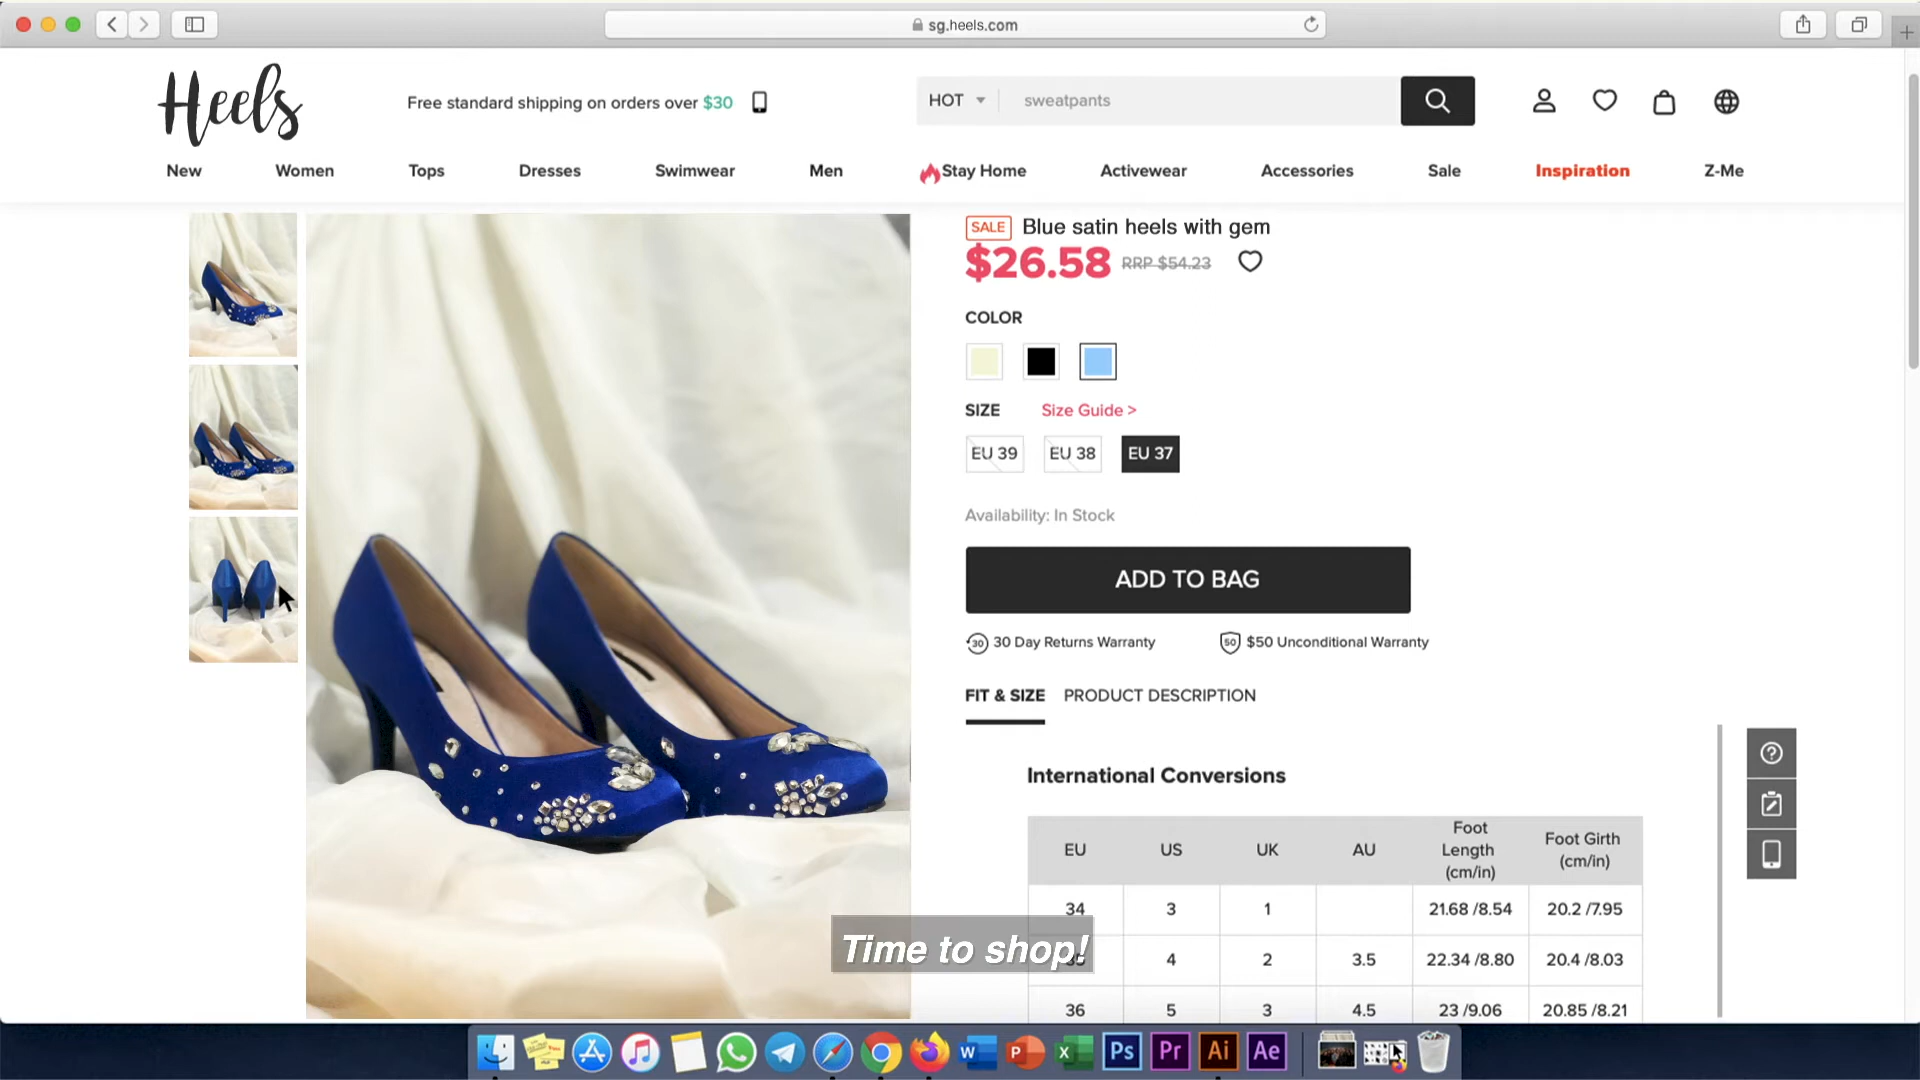 sg.heels.com
Heels
Free standard shipping on orders over $30
HOT
sweatpants
New Women Tops Dresses Swimwear Men Stay Home Activewear Accessories Sale Inspiration Z-Me
SALE Blue satin heels with gem
$26.58 RRP $54.23
COLOR
SIZE Size Guide >
EU 39 EU 38 EU 37
Availability: In Stock
ADD TO BAG
30 30 Day Returns Warranty 50 $50 Unconditional Warranty
FIT & SIZE PRODUCT DESCRIPTION
International Conversions
EU US UK AU Foot Length (cm/in) Foot Girth (cm/in)
34 3 1 21.68 /8.54 20.2 /7.95
4 2 3.5 22.34 /8.80 20.4 /8.03
36 5 3 4.5 23 /9.06 20.85 /8.21
Time to shop!
W P X Ps Pr Ai Ae